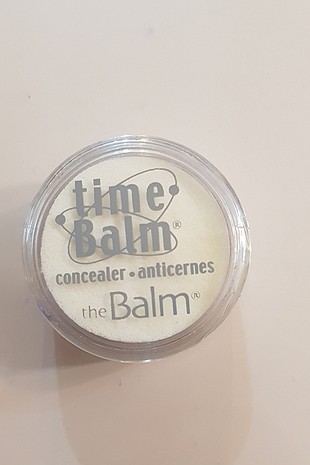 time
Balm®
concealer • anticernes
the Balm®